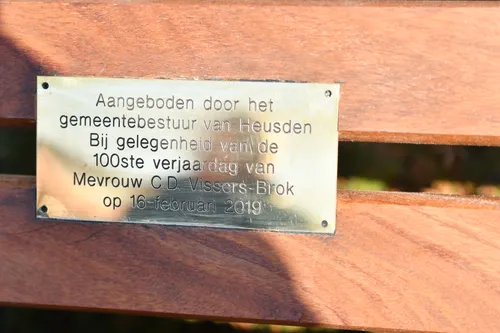 Aangeboden door het
gemeentebestuur van Heusden
Bij gelegenheid van de
100ste verjaardag van
Mevrouw C.D. Vissers-Brok
op 16-februari 2019